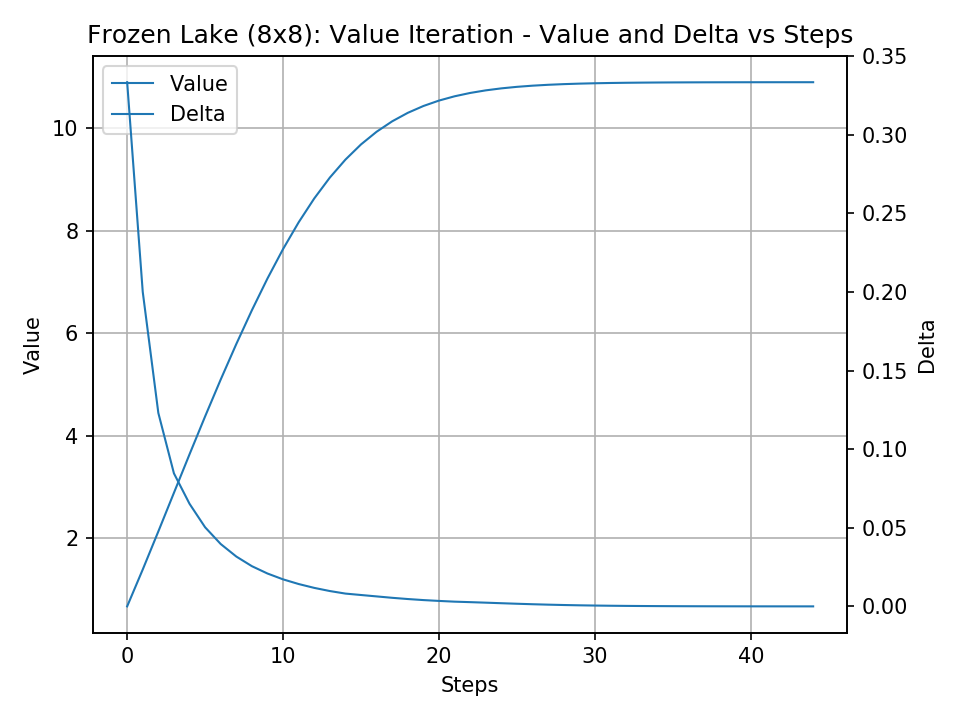 Frozen Lake (8x8): Value Iteration - Value and Delta vs Steps
Value
Delta
10
8
6
4
2
Value
0.35
0.30
0.25
0.20
0.15
0.10
0.05
0.00
Delta
0 10 20 30 40
Steps